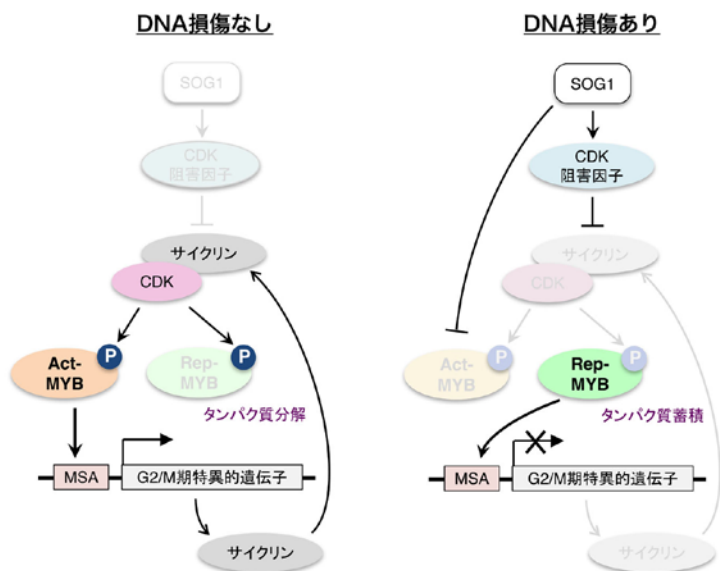 DNA損傷なし
SOG1
CDK
阻害因子
サイクリン
CDK
P
P
Act-
MYB
Rep-
MYB
タンパク質分解
MSA
G2/M期特異的遺伝子
サイクリン
DNA損傷あり
SOG1
CDK
阻害因子
サイクリン
CDK
P
P
Act-
MYB
Rep-
MYB
タンパク質蓄積
MSA
G2/M期特異的遺伝子
サイクリン